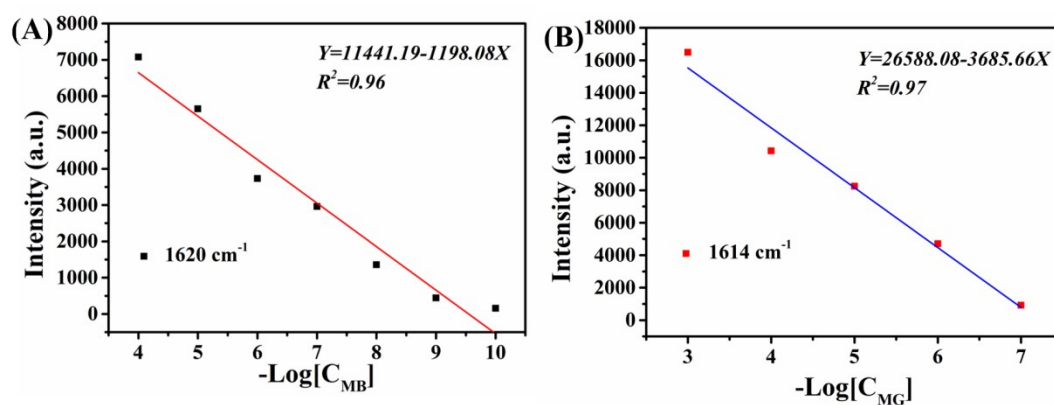 (A)
Y=11441.19-1198.08X
R²=0.96
Intensity (a.u.)
8000
7000
6000
5000
4000
3000
2000
1000
0
1620 cm⁻¹
4 5 6 7 8 9 10
-Log[C_MB]
(B)
Y=26588.08-3685.66X
R²=0.97
Intensity (a.u.)
18000
16000
14000
12000
10000
8000
6000
4000
2000
0
1614 cm⁻¹
3 4 5 6 7
-Log[C_MG]